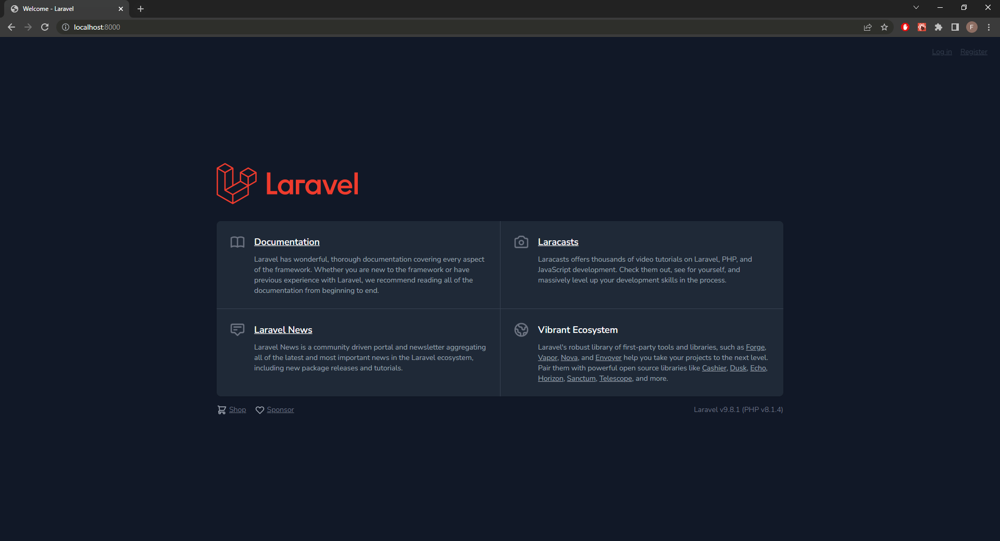 Welcome - Laravel
localhost:8000
F
Log in Register
Laravel
Documentation
Laravel has wonderful, thorough documentation covering every aspect
of the framework. Whether you are new to the framework or have
previous experience with Laravel, we recommend reading all of the
documentation from beginning to end.
Laracasts
Laracasts offers thousands of video tutorials on Laravel, PHP, and
JavaScript development. Check them out, see for yourself, and
massively level up your development skills in the process.
Laravel News
Laravel News is a community driven portal and newsletter aggregating
all of the latest and most important news in the Laravel ecosystem,
including new package releases and tutorials.
Vibrant Ecosystem
Laravel's robust library of first-party tools and libraries, such as Forge,
Vapor, Nova, and Envoyer help you take your projects to the next level.
Pair them with powerful open source libraries like Cashier, Dusk, Echo,
Horizon, Sanctum, Telescope, and more.
Shop Sponsor
Laravel v9.8.1 (PHP v8.1.4)